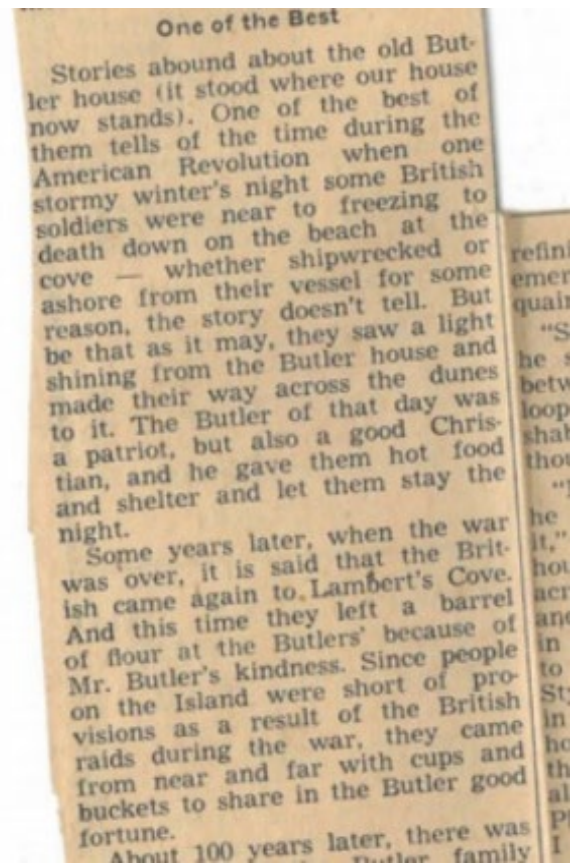 One of the Best
Stories abound about the old But-
ler house (it stood where our house
now stands). One of the best of
them tells of the time during the
American Revolution when one
stormy winter's night some British
soldiers were near to freezing to
death down on the beach at the
cove — whether shipwrecked or
ashore from their vessel for some
reason, the story doesn't tell. But
be that as it may, they saw a light
shining from the Butler house and
made their way across the dunes
to it. The Butler of that day was
a patriot, but also a good Chris-
tian, and he gave them hot food
and shelter and let them stay the
night.
Some years later, when the war
was over, it is said that the Brit-
ish came again to Lambert's Cove.
And this time they left a barrel
of flour at the Butlers' because of
Mr. Butler's kindness. Since people
on the Island were short of pro-
visions as a result of the British
raids during the war, they came
from near and far with cups and
buckets to share in the Butler good
fortune.
About 100 years later, there was
Butler family
refini
emer
quain
"S
he s
betw
loop
shab
thou
he
it,"
hou
acr
and
in
to
Sty
in
ho
th
al
I